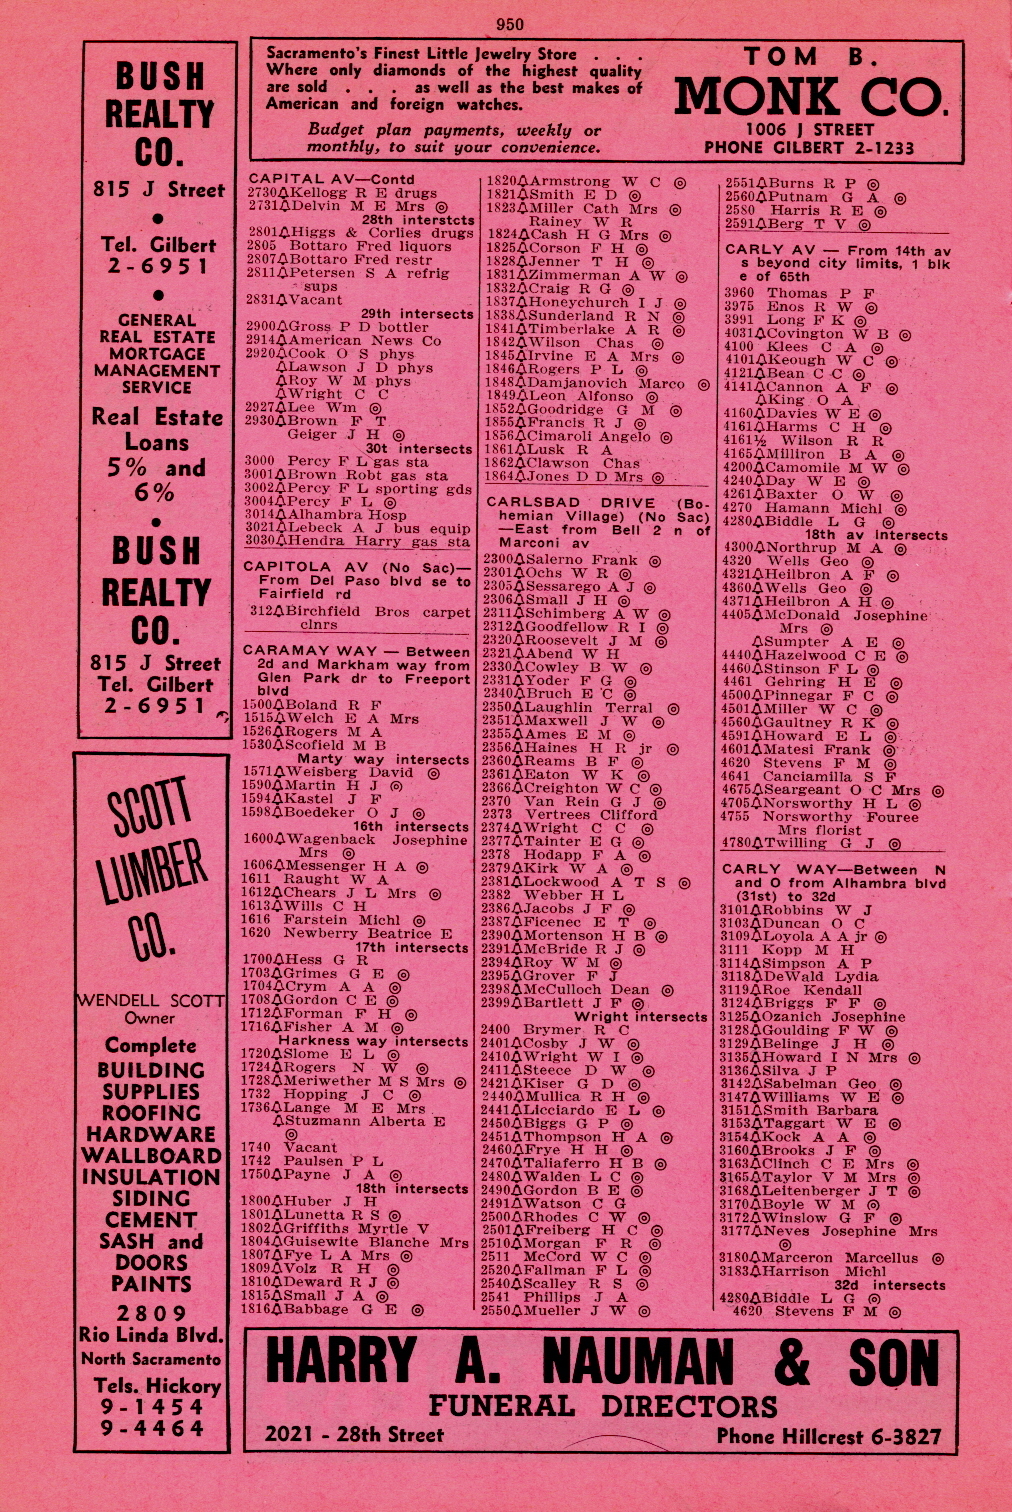 950
BUSH
REALTY
CO.
815 J Street
•
Tel. Gilbert
2-6951
•
GENERAL
REAL ESTATE
MORTGAGE
MANAGEMENT
SERVICE
Real Estate
Loans
5% and
6%
•
BUSH
REALTY
CO.
815 J Street
Tel. Gilbert
2-6951
SCOTT
LUMBER
CO.
WENDELL SCOTT
Owner
Complete
BUILDING
SUPPLIES
ROOFING
HARDWARE
WALLBOARD
INSULATION
SIDING
CEMENT
SASH and
DOORS
PAINTS
2809
Rio Linda Blvd.
North Sacramento
Tels. Hickory
9-1454
9-4464
Sacramento's Finest Little Jewelry Store . . .
Where only diamonds of the highest quality
are sold . . . as well as the best makes of
American and foreign watches.
Budget plan payments, weekly or
monthly, to suit your convenience.
TOM B.
MONK CO.
1006 J STREET
PHONE GILBERT 2-1233
CAPITAL AV—Contd
2730△Kellogg R E drugs
2731△Delvin M E Mrs ◎
28th interstcts
2801△Higgs & Corlies drugs
2805 Bottaro Fred liquors
2807△Bottaro Fred restr
2811△Petersen S A refrig
sups
2831△Vacant
29th intersects
2900△Gross P D bottler
2914△American News Co
2920△Cook O S phys
△Lawson J D phys
△Roy W M phys
△Wright C C
2927△Lee Wm ◎
2930△Brown F T
Geiger J H ◎
30t intersects
3000 Percy F L gas sta
3001△Brown Robt gas sta
3002△Percy F L sporting gds
3004△Percy F L ◎
3014△Alhambra Hosp
3021△Lebeck A J bus equip
3030△Hendra Harry gas sta
CAPITOLA AV (No Sac)—
From Del Paso blvd se to
Fairfield rd
312△Birchfield Bros carpet
clnrs
CARAMAY WAY — Between
2d and Markham way from
Glen Park dr to Freeport
blvd
1500△Boland R F
1515△Welch E A Mrs
1526△Rogers M A
1530△Scofield M B
Marty way intersects
1571△Weisberg David ◎
1590△Martin H J ◎
1594△Kastel J F
1598△Boedeker O J ◎
16th intersects
1600△Wagenback Josephine
Mrs ◎
1606△Messenger H A ◎
1611 Raught W A
1612△Chears J L Mrs ◎
1613△Wills C H
1616 Farstein Michl ◎
1620 Newberry Beatrice E
17th intersects
1700△Hess G R
1703△Grimes G E ◎
1704△Crym A A ◎
1708△Gordon C E ◎
1712△Forman F H ◎
1716△Fisher A M ◎
Harkness way intersects
1720△Slome E L ◎
1724△Rogers N W ◎
1728△Meriwether M S Mrs ◎
1732 Hopping J C ◎
1736△Lange M E Mrs
△Stuzmann Alberta E
◎
1740 Vacant
1742 Paulsen P L
1750△Payne J A ◎
18th intersects
1800△Huber J H
1801△Lunetta R S ◎
1802△Griffiths Myrtle V
1804△Guisewite Blanche Mrs
1807△Fye L A Mrs ◎
1809△Volz R H ◎
1810△Deward R J ◎
1815△Small J A ◎
1816△Babbage G E ◎
1820△Armstrong W C ◎
1821△Smith E D ◎
1823△Miller Cath Mrs ◎
Rainey W R
1824△Cash H G Mrs ◎
1825△Corson F H ◎
1828△Jenner T H ◎
1831△Zimmerman A W ◎
1832△Craig R G ◎
1837△Honeychurch I J ◎
1838△Sunderland R N ◎
1841△Timberlake A R ◎
1842△Wilson Chas ◎
1845△Irvine E A Mrs ◎
1846△Rogers P L ◎
1848△Damjanovich Marco ◎
1849△Leon Alfonso ◎
1852△Goodridge G M ◎
1855△Francis R J ◎
1856△Cimaroli Angelo ◎
1861△Lusk R A
1862△Clawson Chas
1864△Jones D D Mrs ◎
CARLSBAD DRIVE (Bo-
hemian Village) (No Sac)
—East from Bell 2 n of
Marconi av
2300△Salerno Frank ◎
2301△Ochs W R ◎
2305△Sessarego A J ◎
2306△Small J H ◎
2311△Schimberg A W ◎
2312△Goodfellow R I ◎
2320△Roosevelt J M ◎
2321△Abend W H
2330△Cowley B W ◎
2331△Yoder F G ◎
2340△Bruch E C ◎
2350△Laughlin Terral ◎
2351△Maxwell J W ◎
2355△Ames E M ◎
2356△Haines H R jr ◎
2360△Reams B F ◎
2361△Eaton W K ◎
2366△Creighton W C ◎
2370 Van Rein G J ◎
2373 Vertrees Clifford
2374△Wright C C ◎
2377△Tainter E G ◎
2378 Hodapp F A ◎
2379△Kirk W A ◎
2381△Lockwood A T S ◎
2382 Webber H L
2386△Jacobs J F ◎
2387△Ficenec E T ◎
2390△Mortenson H B ◎
2391△McBride R J ◎
2394△Roy W M ◎
2395△Grover F J
2398△McCulloch Dean ◎
2399△Bartlett J F ◎
Wright intersects
2400 Brymer R C
2401△Cosby J W ◎
2410△Wright W I ◎
2411△Steece D W ◎
2421△Kiser G D ◎
2440△Mullica R H ◎
2441△Licciardo E L ◎
2450△Biggs G P ◎
2451△Thompson H A ◎
2460△Frye H H ◎
2470△Taliaferro H B ◎
2480△Walden L C ◎
2490△Gordon B E ◎
2491△Watson C G
2500△Rhodes C W ◎
2501△Freiberg H C ◎
2510△Morgan F R ◎
2511 McCord W C ◎
2520△Fallman F L ◎
2540△Scalley R S ◎
2541 Phillips J A
2550△Mueller J W ◎
2551△Burns R P ◎
2560△Putnam G A ◎
2580 Harris R E ◎
2591△Berg T V ◎
CARLY AV — From 14th av
s beyond city limits, 1 blk
e of 65th
3960 Thomas P F
3975 Enos R W ◎
3991 Long F K ◎
4031△Covington W B ◎
4100 Klees C A ◎
4101△Keough W C ◎
4121△Bean C C ◎
4141△Cannon A F ◎
△King O A
4160△Davies W E ◎
4161△Harms C H ◎
4161½ Wilson R R
4165△Milliron B A ◎
4200△Camomile M W ◎
4240△Day W E ◎
4261△Baxter O W ◎
4270 Hamann Michl ◎
4280△Biddle L G ◎
18th av intersects
4300△Northrup M A ◎
4320 Wells Geo ◎
4321△Heilbron A F ◎
4360△Wells Geo ◎
4371△Heilbron A H ◎
4405△McDonald Josephine
Mrs ◎
△Sumpter A E ◎
4440△Hazelwood C E ◎
4460△Stinson F L ◎
4461 Gehring H E ◎
4500△Pinnegar F C ◎
4501△Miller W C ◎
4560△Gaultney R K ◎
4591△Howard E L ◎
4601△Matesi Frank ◎
4620 Stevens F M ◎
4641 Canciamilla S F
4675△Seargeant O C Mrs ◎
4705△Norsworthy H L ◎
4755 Norsworthy Fouree
Mrs florist
4780△Twilling G J ◎
CARLY WAY—Between N
and O from Alhambra blvd
(31st) to 32d
3101△Robbins W J
3103△Duncan O C
3109△Loyola A A jr ◎
3111 Kopp M H
3114△Simpson A P
3118△DeWald Lydia
3119△Roe Kendall
3124△Briggs F F ◎
3125△Ozanich Josephine
3128△Goulding F W ◎
3129△Belinge J H ◎
3135△Howard I N Mrs ◎
3136△Silva J P
3142△Sabelman Geo ◎
3147△Williams W E ◎
3151△Smith Barbara
3153△Taggart W E ◎
3154△Kock A A ◎
3160△Brooks J F ◎
3163△Clinch C E Mrs ◎
3165△Taylor V M Mrs ◎
3168△Leitenberger J T ◎
3170△Boyle W M ◎
3172△Winslow G F ◎
3177△Neves Josephine Mrs
◎
3180△Marceron Marcellus ◎
3183△Harrison Michl
32d intersects
4280△Biddle L G ◎
4620 Stevens F M ◎
HARRY A. NAUMAN & SON
FUNERAL DIRECTORS
2021 - 28th Street
Phone Hillcrest 6-3827